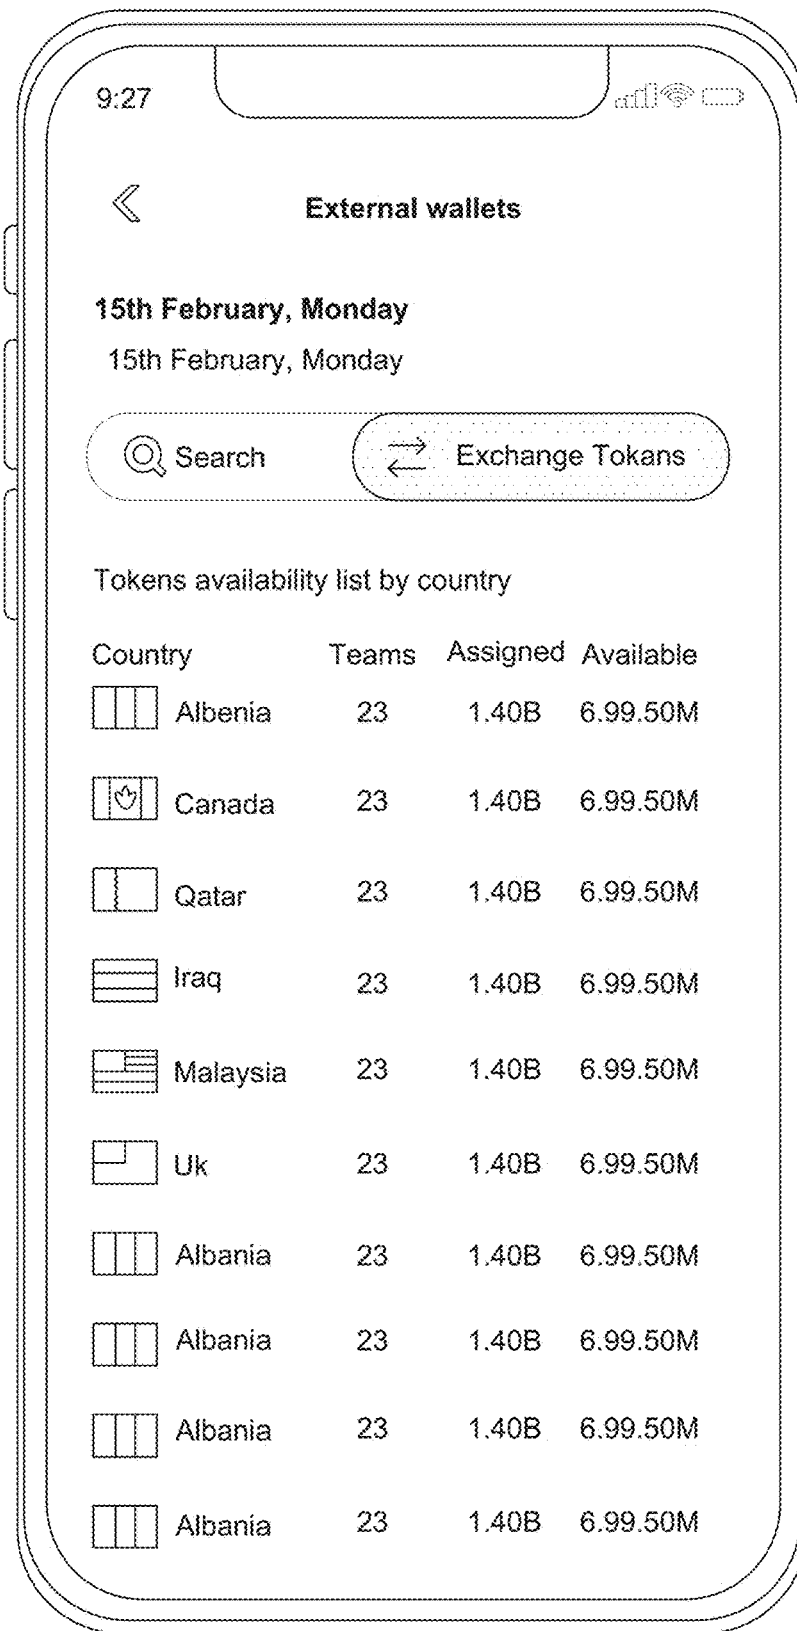 9:27
External wallets
15th February, Monday
15th February, Monday
Search Exchange Tokans
Tokens availability list by country
Country Teams Assigned Available
Albenia 23 1.40B 6.99.50M
Canada 23 1.40B 6.99.50M
Qatar 23 1.40B 6.99.50M
Iraq 23 1.40B 6.99.50M
Malaysia 23 1.40B 6.99.50M
Uk 23 1.40B 6.99.50M
Albania 23 1.40B 6.99.50M
Albania 23 1.40B 6.99.50M
Albania 23 1.40B 6.99.50M
Albania 23 1.40B 6.99.50M